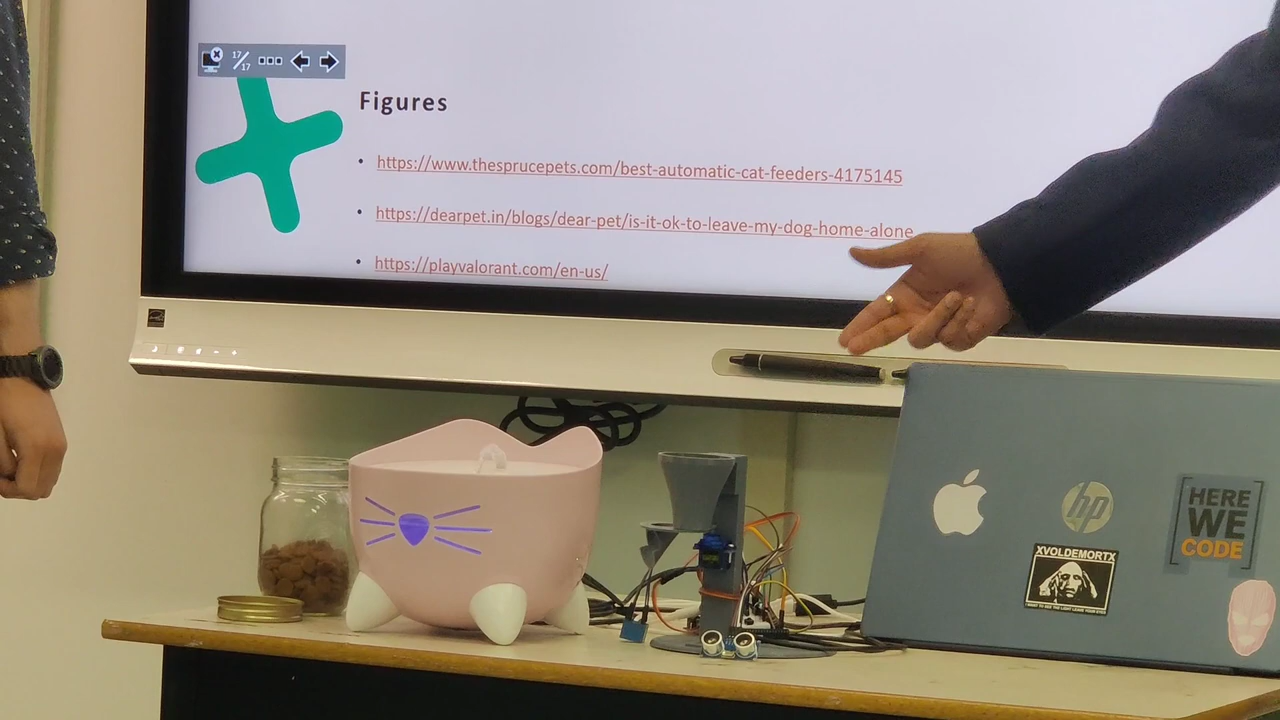 17/17
Figures
• https://www.thesprucepets.com/best-automatic-cat-feeders-4175145
• https://dearpet.in/blogs/dear-pet/is-it-ok-to-leave-my-dog-home-alone
• https://playvalorant.com/en-us/
hp
HERE
WE
CODE
XVOLDEMORTX